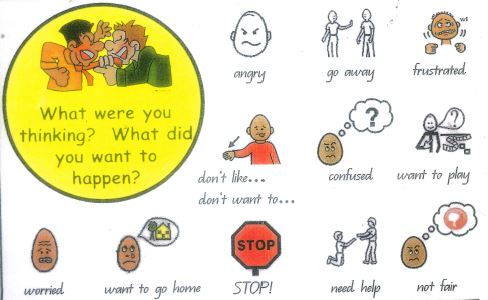 What were you
thinking?  What did
you want to
happen?
angry
go away
frustrated
don't like...
don't want to...
confused
want to play
worried
want to go home
STOP
STOP!
need help
not fair